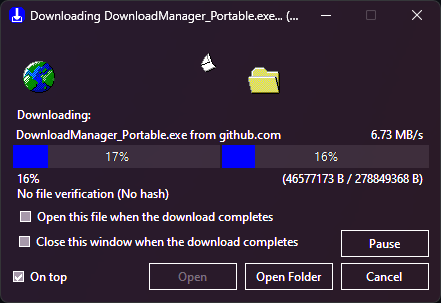 Downloading DownloadManager_Portable.exe... (...
Downloading:
DownloadManager_Portable.exe from github.com 6.73 MB/s
17% 16%
16% (46577173 B / 278849368 B)
No file verification (No hash)
Open this file when the download completes
Close this window when the download completes
Pause
On top Open Open Folder Cancel